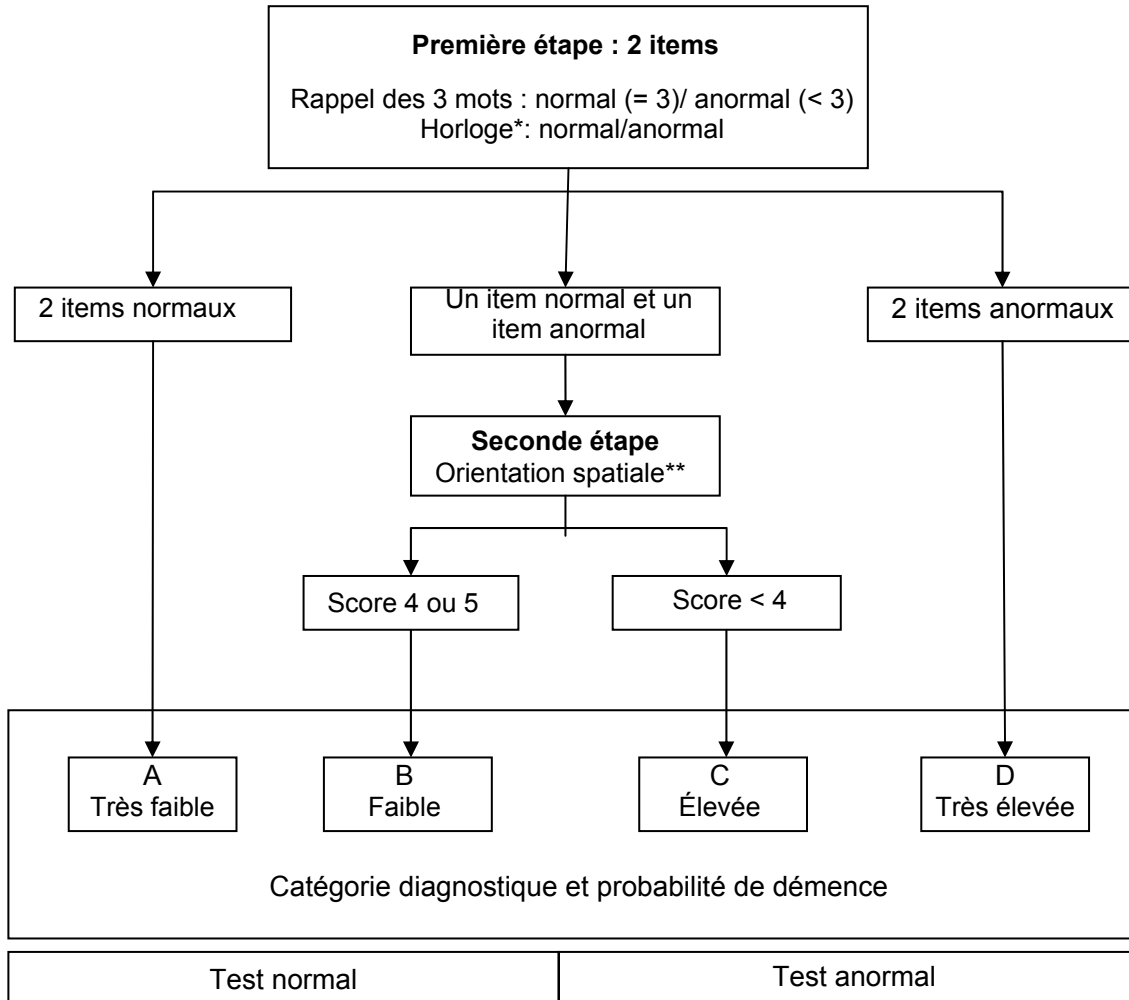 Première étape : 2 items
Rappel des 3 mots : normal (= 3)/ anormal (< 3)
Horloge*: normal/anormal
2 items normaux
Un item normal et un
item anormal
2 items anormaux
Seconde étape
Orientation spatiale**
Score 4 ou 5
Score < 4
A
Très faible
B
Faible
C
Élevée
D
Très élevée
Catégorie diagnostique et probabilité de démence
Test normal
Test anormal